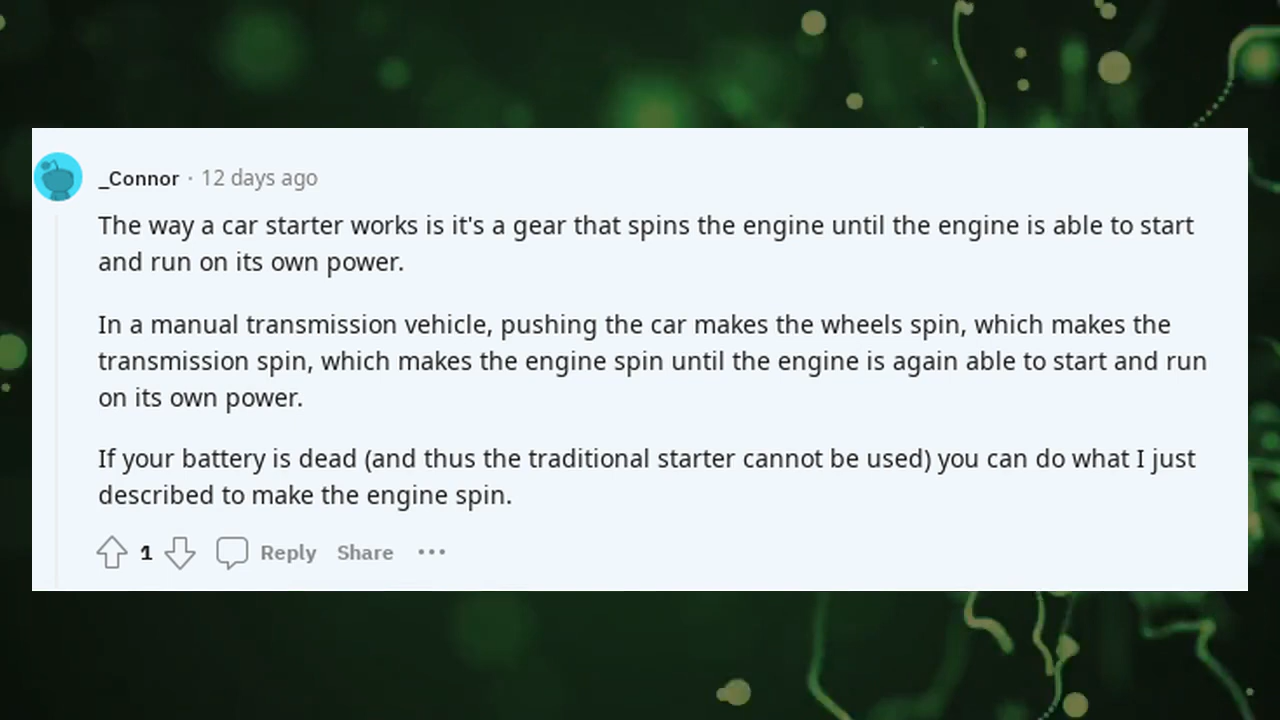 _Connor · 12 days ago
The way a car starter works is it's a gear that spins the engine until the engine is able to start
and run on its own power.
In a manual transmission vehicle, pushing the car makes the wheels spin, which makes the
transmission spin, which makes the engine spin until the engine is again able to start and run
on its own power.
If your battery is dead (and thus the traditional starter cannot be used) you can do what I just
described to make the engine spin.
1 Reply Share ···